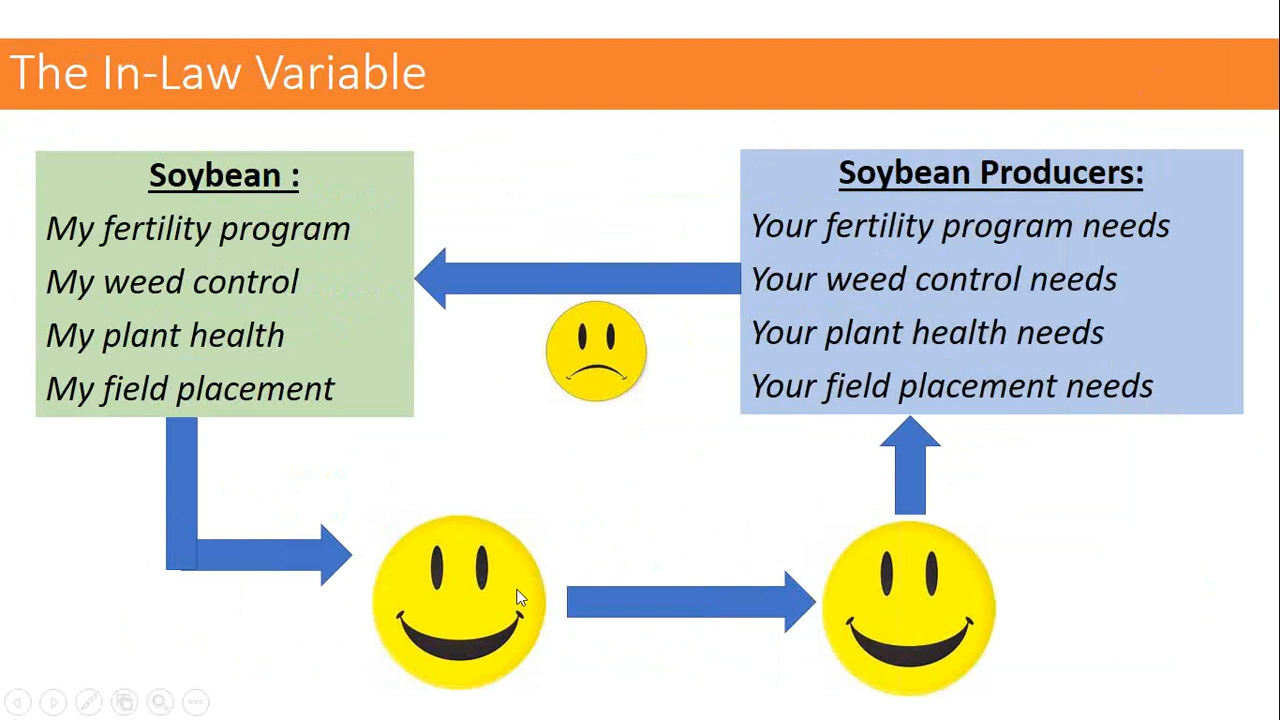 The In-Law Variable
Soybean :
My fertility program
My weed control
My plant health
My field placement
Soybean Producers:
Your fertility program needs
Your weed control needs
Your plant health needs
Your field placement needs